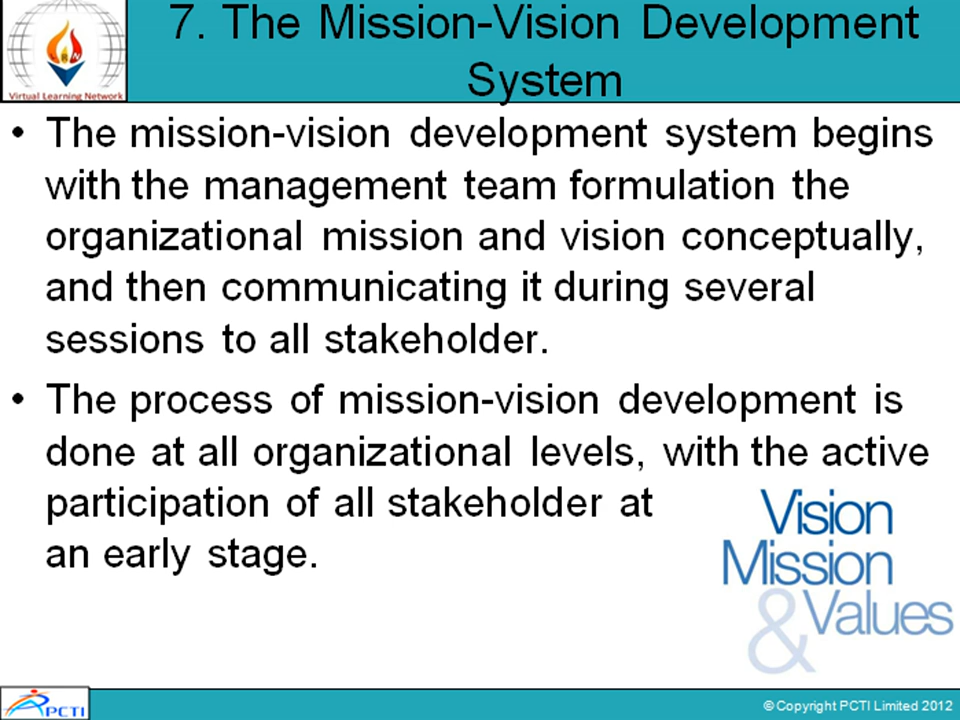 7. The Mission-Vision Development
System
Virtual Learning Network
• The mission-vision development system begins
with the management team formulation the
organizational mission and vision conceptually,
and then communicating it during several
sessions to all stakeholder.
• The process of mission-vision development is
done at all organizational levels, with the active
participation of all stakeholder at
an early stage.
Vision
Mission
& Values
PCTI
© Copyright PCTI Limited 2012